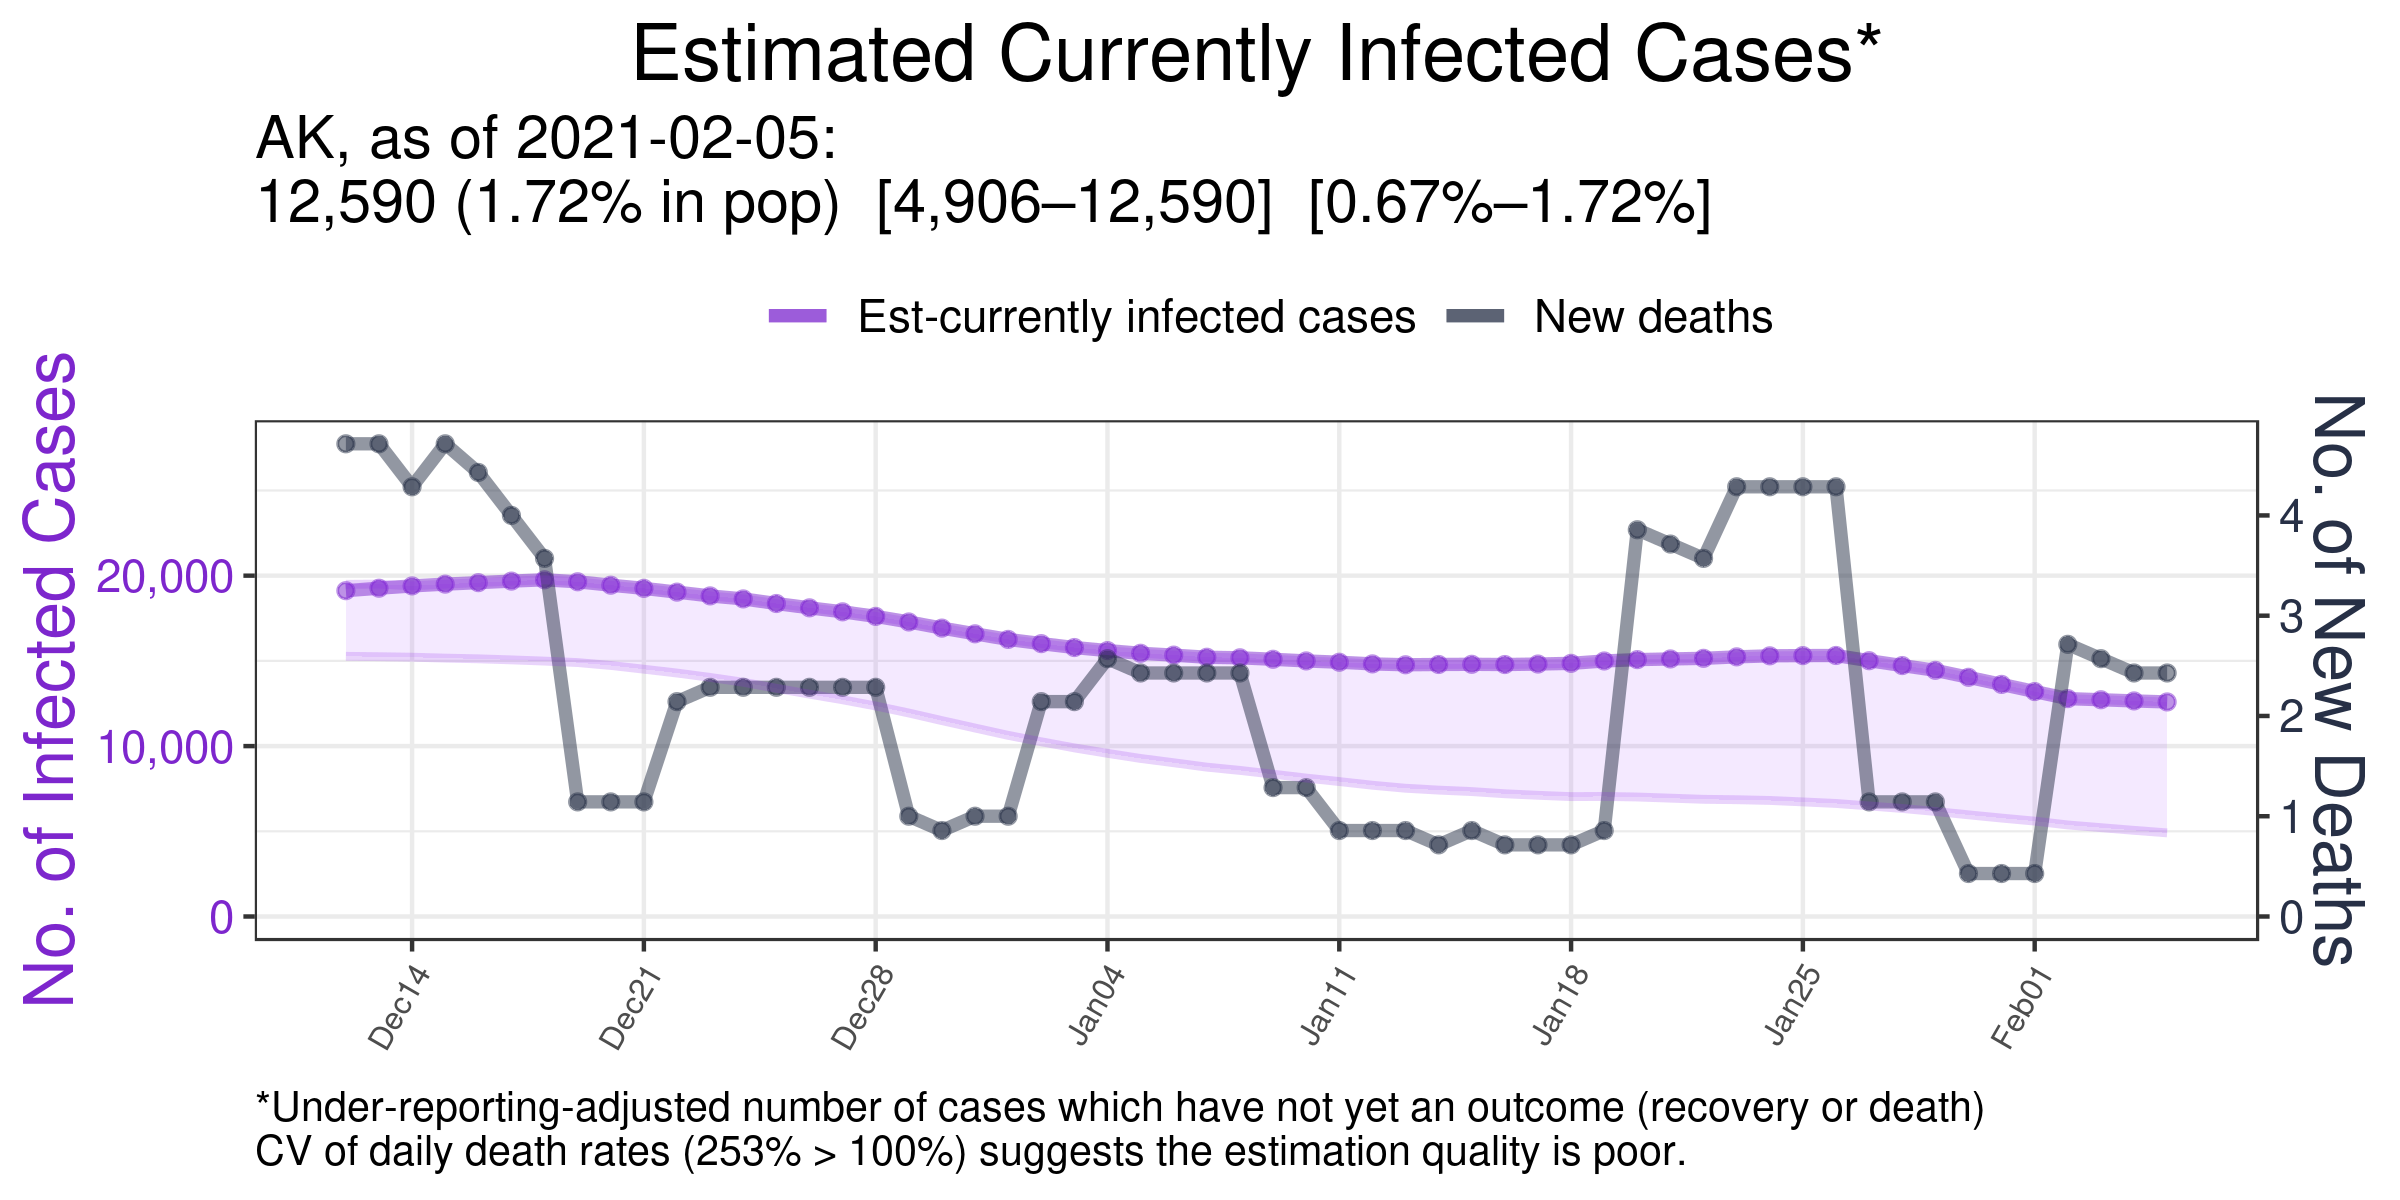 Estimated Currently Infected Cases*
AK, as of 2021-02-05:
12,590 (1.72% in pop)  [4,906–12,590]  [0.67%–1.72%]
Est-currently infected cases
New deaths
No. of Infected Cases
20,000
10,000
0
No. of New Deaths
4
3
2
1
0
Dec14
Dec21
Dec28
Jan04
Jan11
Jan18
Jan25
Feb01
*Under-reporting-adjusted number of cases which have not yet an outcome (recovery or death)
CV of daily death rates (253% > 100%) suggests the estimation quality is poor.